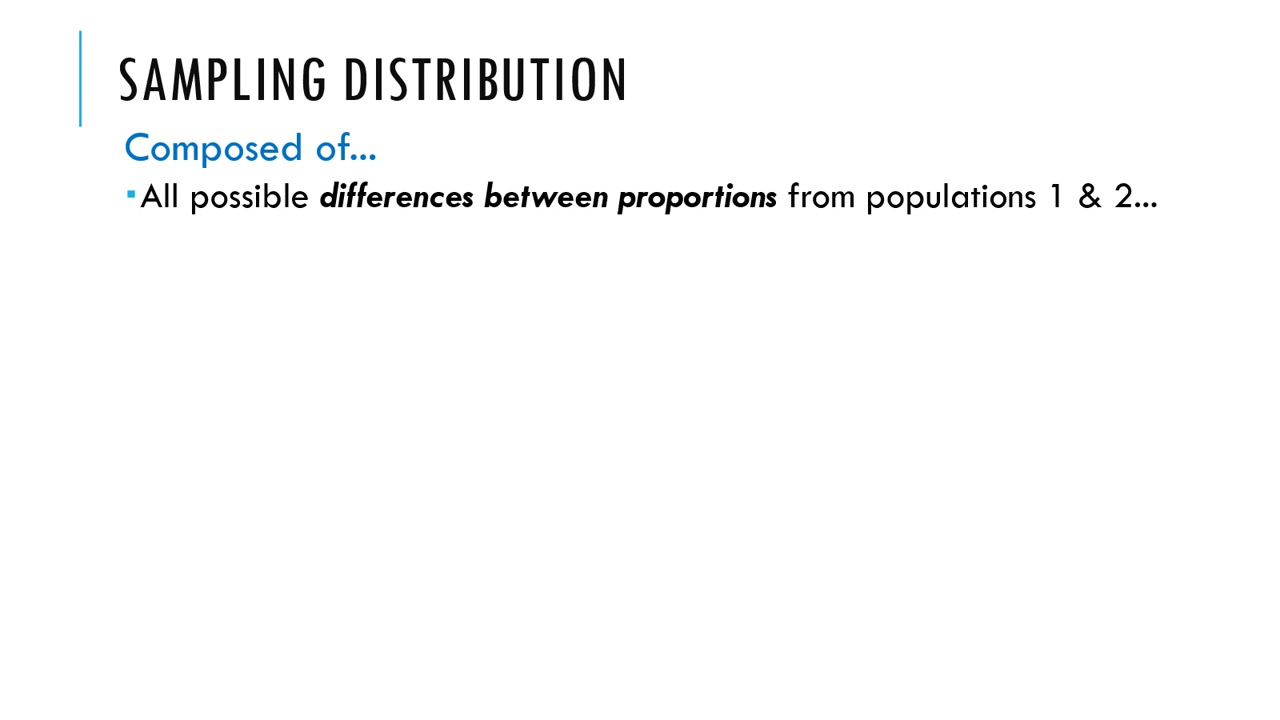 SAMPLING DISTRIBUTION
Composed of...
▪All possible differences between proportions from populations 1 & 2...